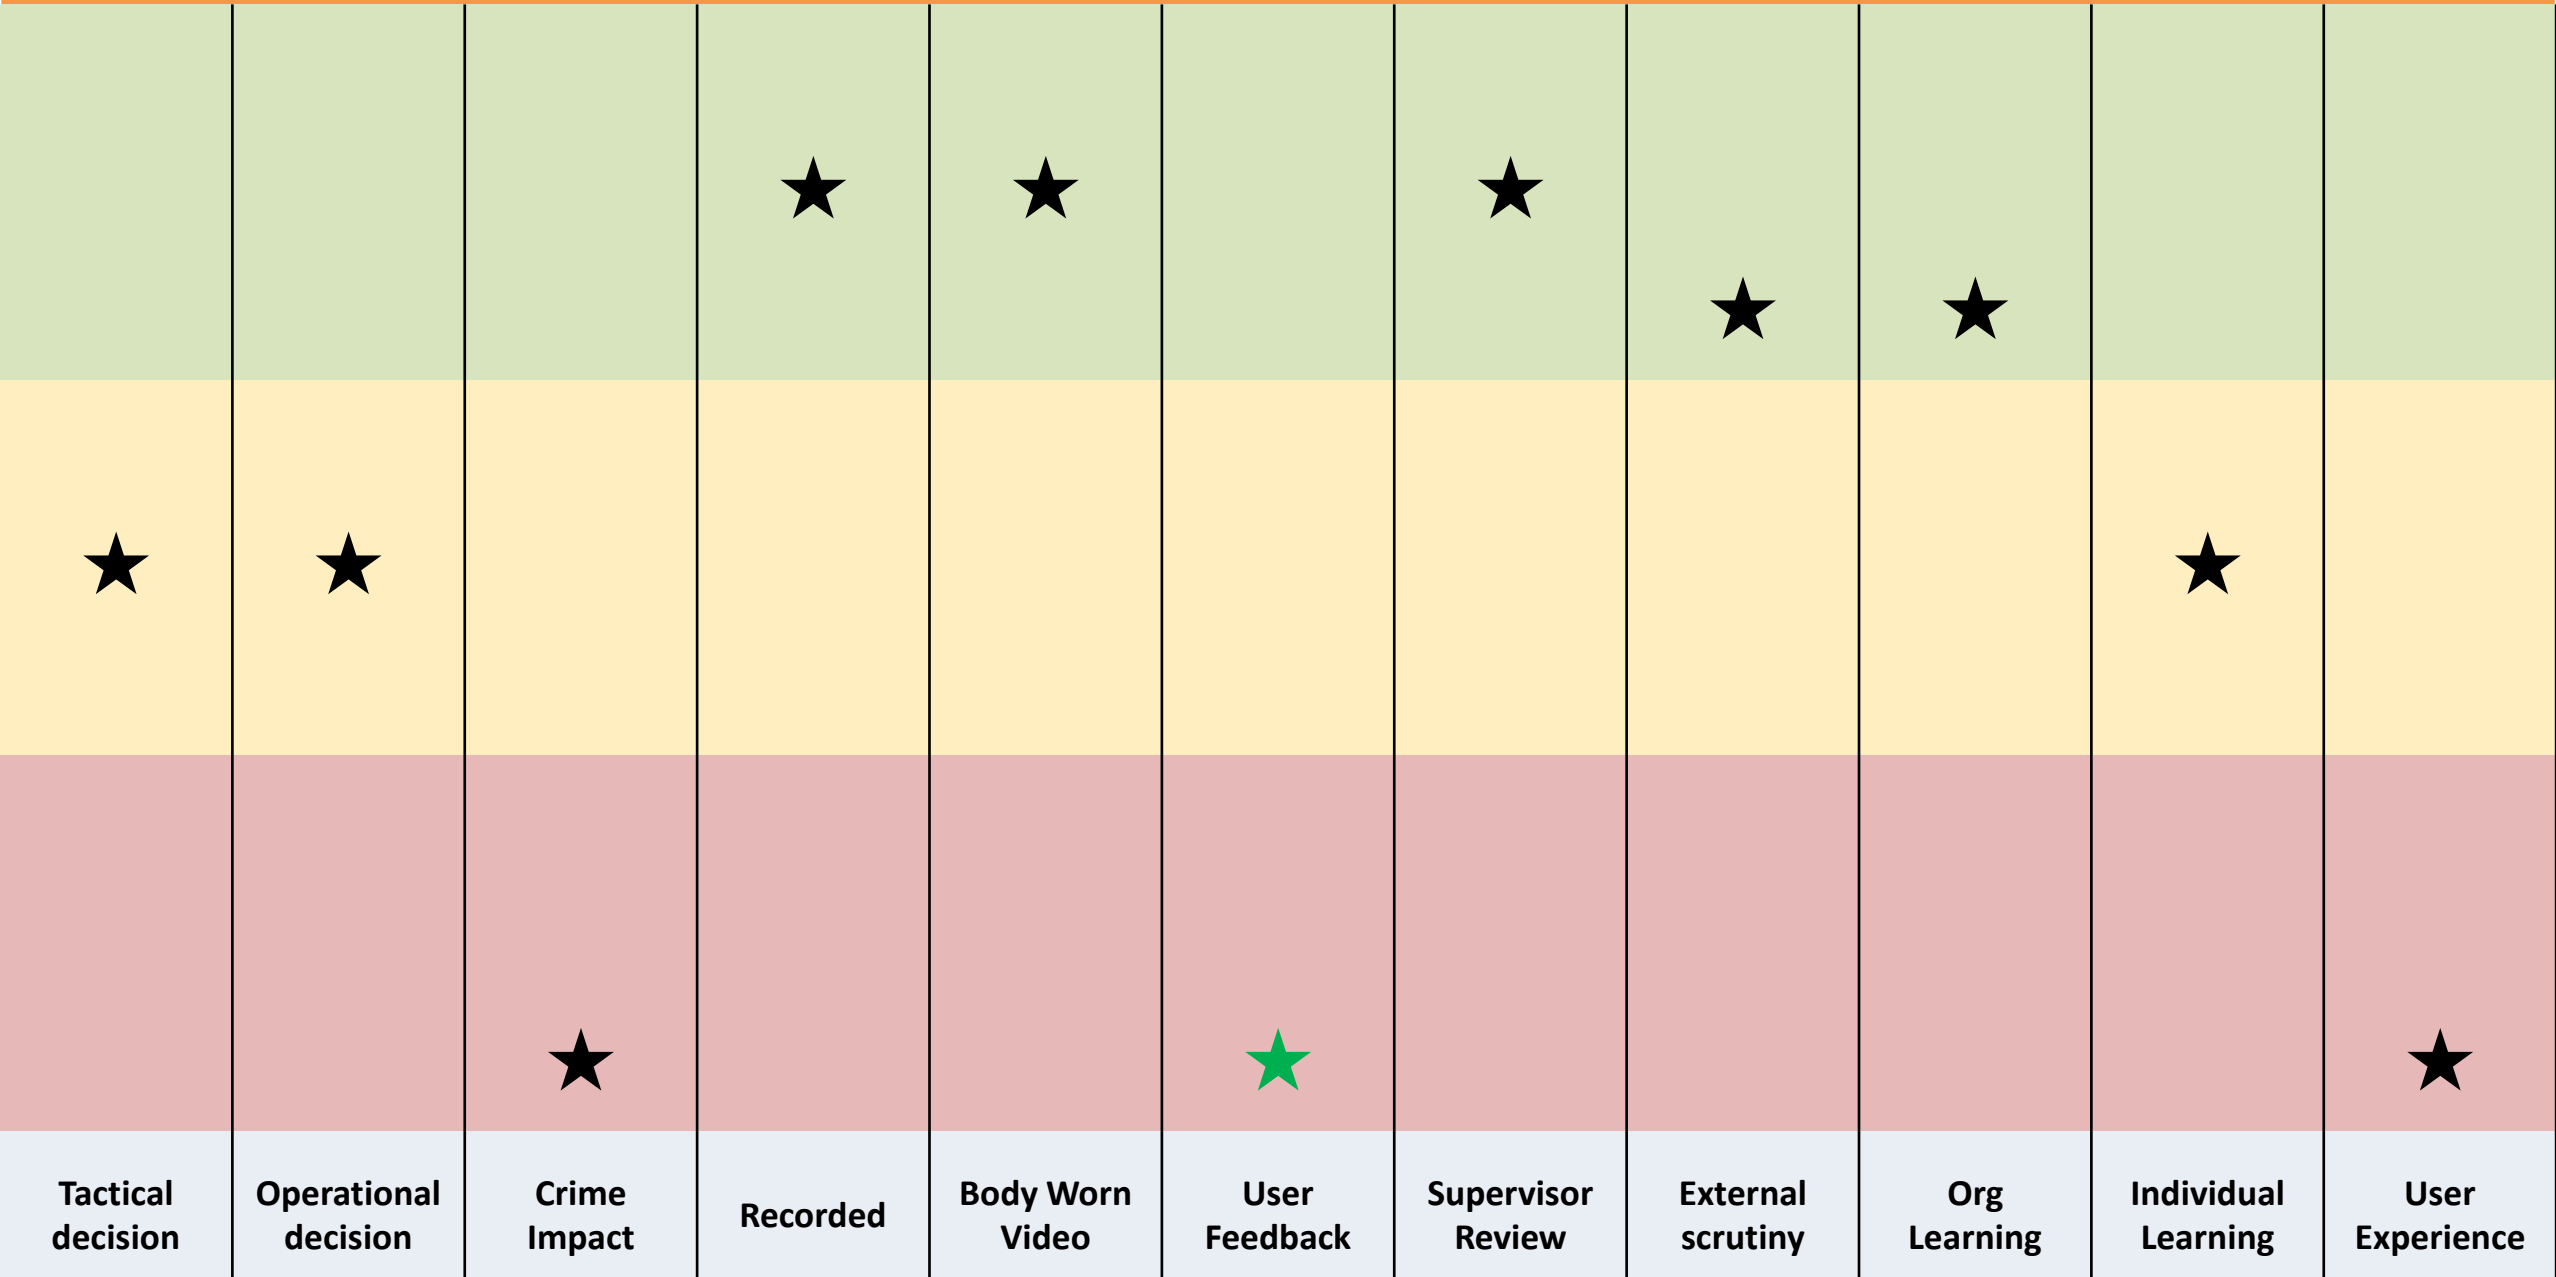 Tactical
decision
Operational
decision
Crime
Impact
Recorded
Body Worn
Video
User
Feedback
Supervisor
Review
External
scrutiny
Org
Learning
Individual
Learning
User
Experience